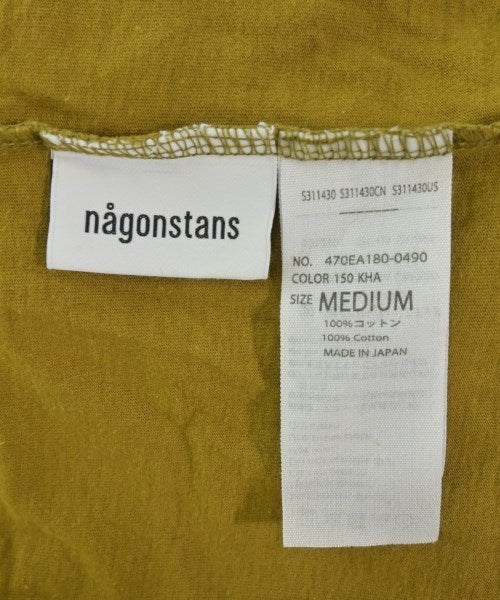 någonstans
S311430 S311430CN S311430US
NO. 470EA180-0490
COLOR 150 KHA
SIZE MEDIUM
100%コットン
100% Cotton
MADE IN JAPAN